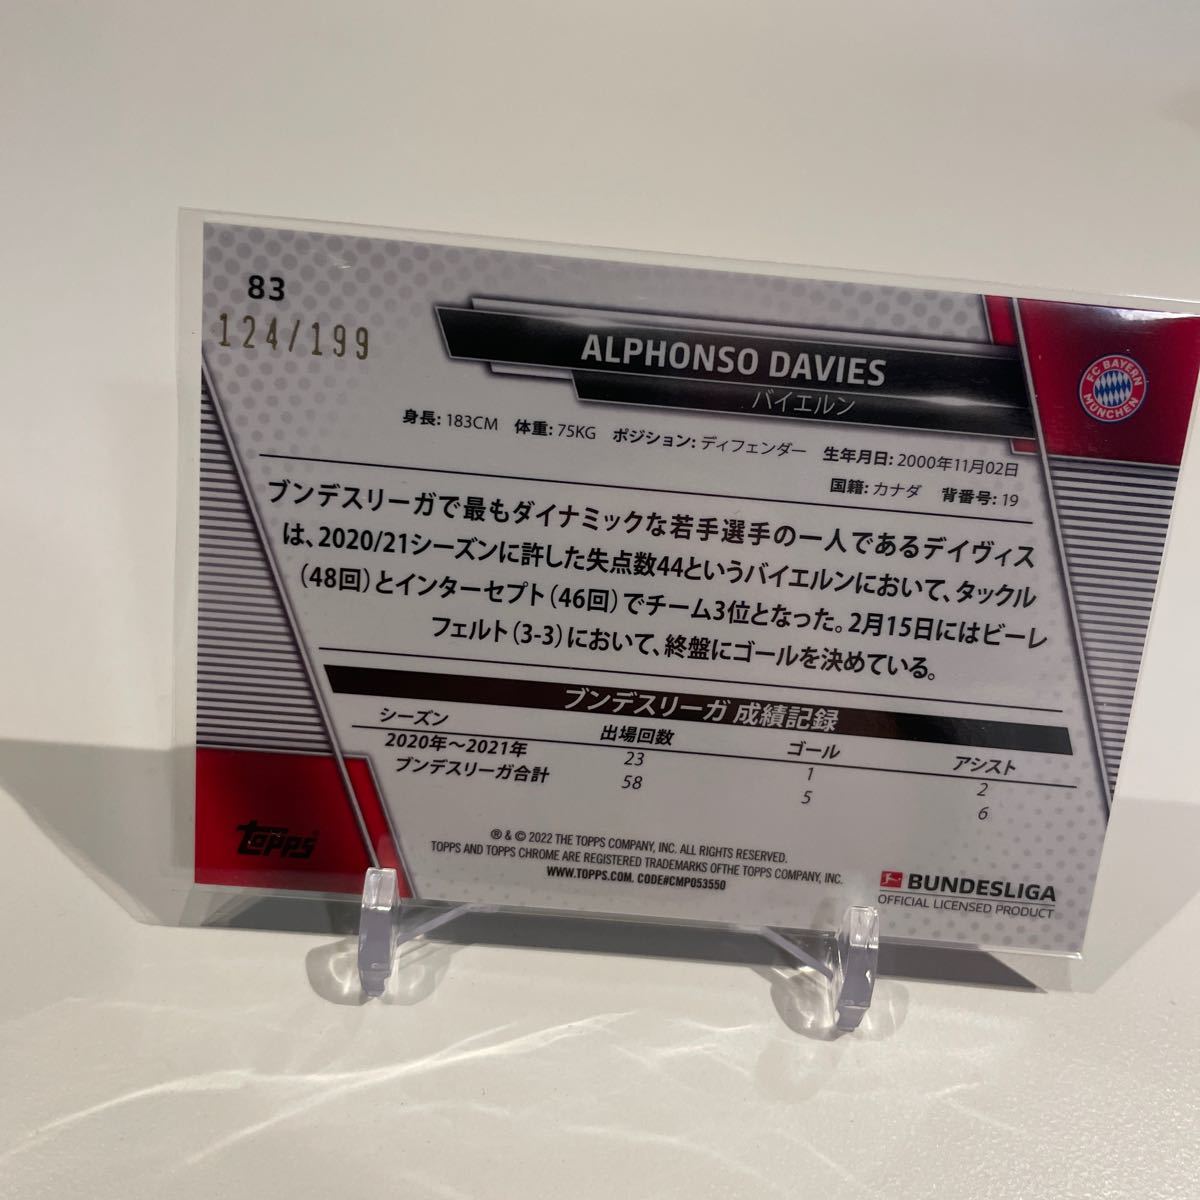 83
124/199
ALPHONSO DAVIES
バイエルン
FC BAYERN
MÜNCHEN
身長: 183CM 体重: 75KG ポジション: ディフェンダー 生年月日: 2000年11月02日
国籍: カナダ 背番号: 19
ブンデスリーガで最もダイナミックな若手選手の一人であるデイヴィス
は、2020/21シーズンに許した失点数44というバイエルンにおいて、タックル
(48回)とインターセプト(46回)でチーム3位となった。2月15日にはビーレ
フェルト(3-3)において、終盤にゴールを決めている。
ブンデスリーガ 成績記録
シーズン 出場回数 ゴール アシスト
2020年〜2021年 23 1 2
ブンデスリーガ合計 58 5 6
® & © 2022 THE TOPPS COMPANY, INC. ALL RIGHTS RESERVED.
TOPPS AND TOPPS CHROME ARE REGISTERED TRADEMARKS OFTHE TOPPS COMPANY, INC.
WWW.TOPPS.COM. CODE#CMP053550
topps
BUNDESLIGA
OFFICIAL LICENSED PRODUCT